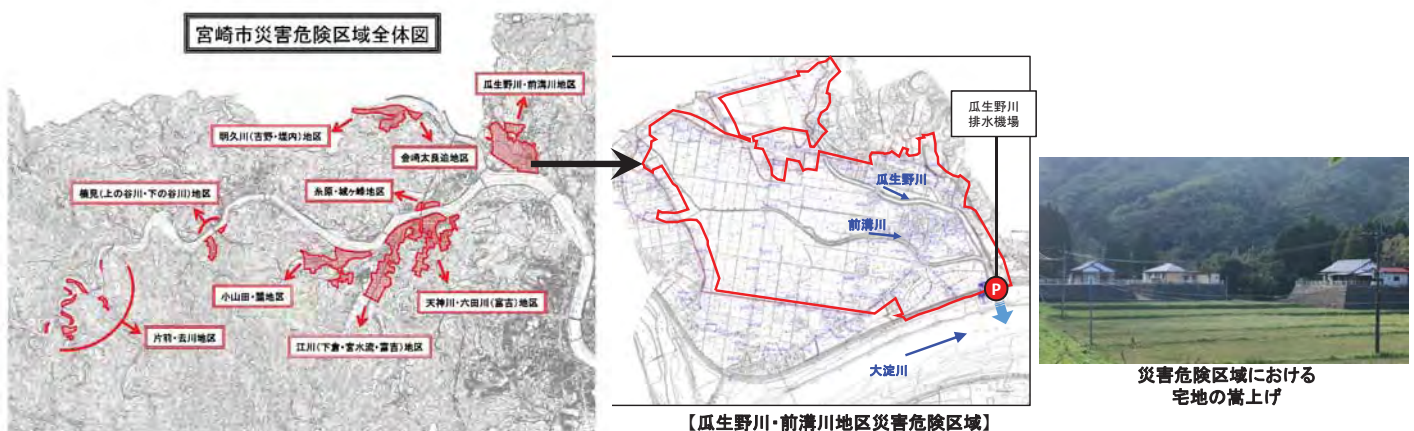 宮崎市災害危険区域全体図
瓜生野川・前溝川地区
明久川(吉野・堤内)地区
金崎太良迫地区
糸原・城ヶ峰地区
楠見(上の谷川・下の谷川)地区
小山田・麓地区
天神川・六田川(富吉)地区
片前・去川地区
江川(下倉・宮水流・富吉)地区
瓜生野川
排水機場
瓜生野川
前溝川
P
大淀川
【瓜生野川・前溝川地区災害危険区域】
災害危険区域における
宅地の嵩上げ